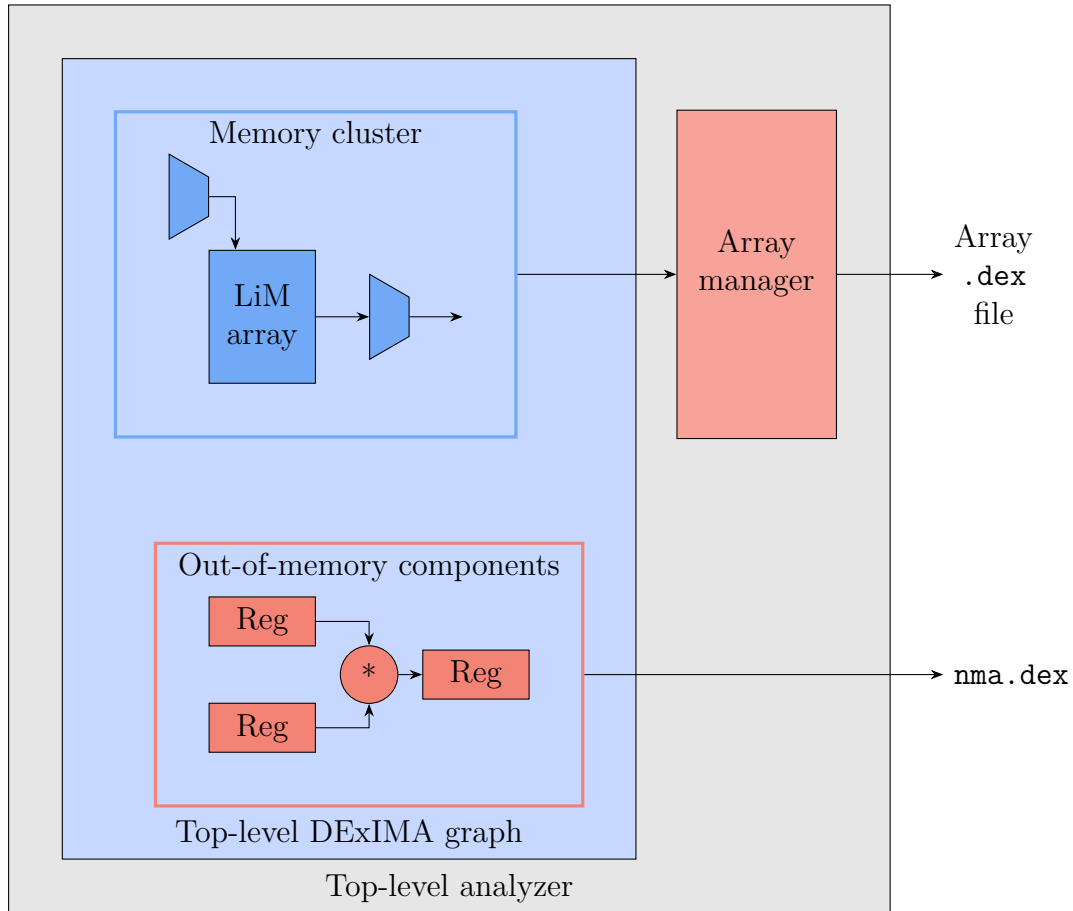 Memory cluster
LiM
array
Array
manager
Array
.dex
file
Out-of-memory components
Reg
*
Reg
Reg
nma.dex
Top-level DExIMA graph
Top-level analyzer